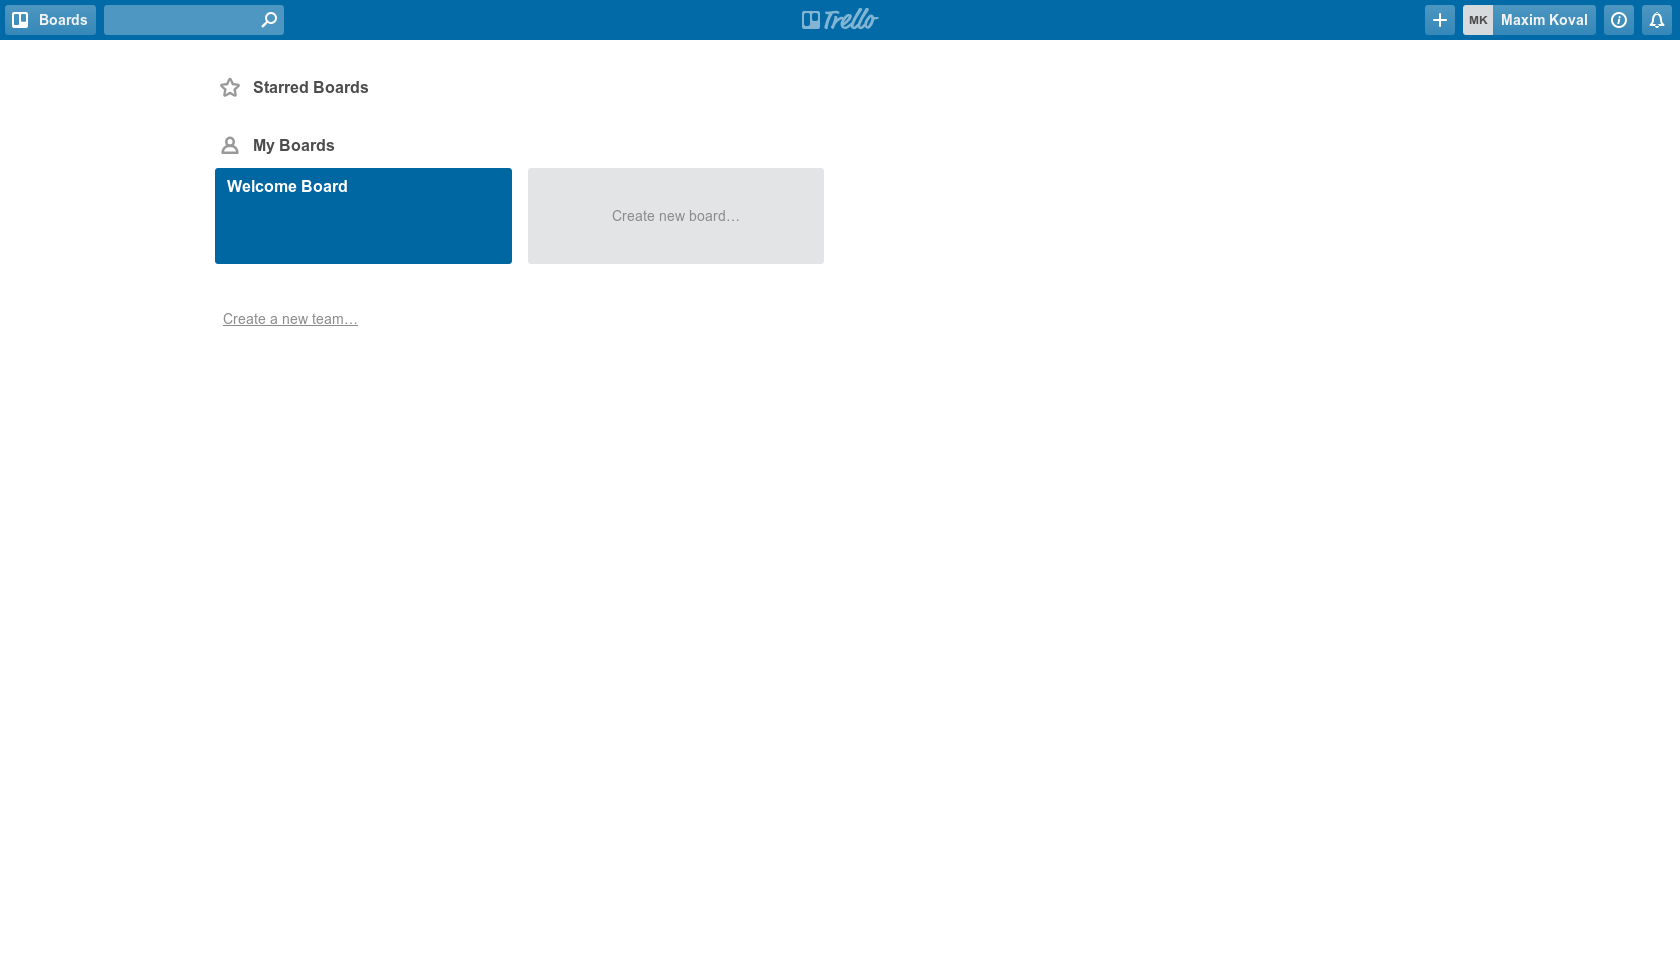 Boards
Trello
MK Maxim Koval
Starred Boards
My Boards
Welcome Board
Create new board…
Create a new team…